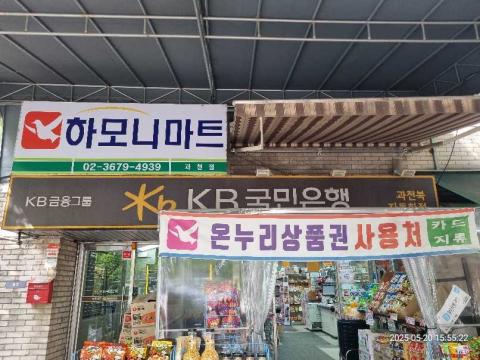 하모니마트
02-3679-4939 과천점
KB금융그룹
KB국민은행
과천북
온누리상품권 사용처
카드
지류
2025-05-20 15:55:22